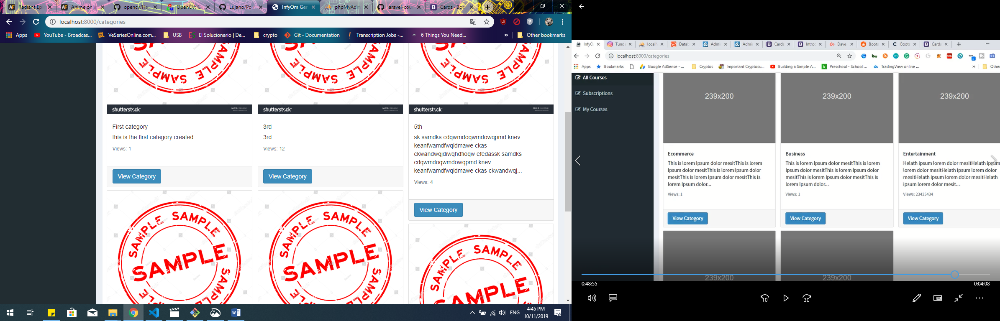 Radiant Ep
Anime onli
opencv/Ha
OpenCV: G
Lujano/Por
InfyOm Ger
phpMyAdm
laravel-cou
Cards · Boo
localhost:8000/categories
Apps
YouTube - Broadcas...
VeSeriesOnline.com...
USB
El Solucionario | De...
crypto
Git - Documentation
Transcription Jobs -...
6 Things You Need...
»
Other bookmarks
SAMPLE
SAMPLE
SAMPLE
shutterstock
shutterstock
shutterstock
First category
this is the first category created.
Views: 1
View Category
3rd
3rd
Views: 12
View Category
5th
sk samdks cdqwmdoqwmdowqpmd knev
keanfwamdfwqldmawe ckas
ckwandwqjdiwqhdfioqw efedassk samdks
cdqwmdoqwmdowqpmd knev
keanfwamdfwqldmawe ckas ckwandwqj...
Views: 4
View Category
SAMPLE SAMPLE SAMPLE
SAMPLE
SAMPLE SAMPLE SAMPLE
SAMPLE
SAMPLE SAMPLE
SAMPLE
ENG
4:45 PM
10/11/2019
InfyO
Tund
localh
Datab
Admi
Admi
Cards
Introc
Dave
Boots
Boots
Cards
localhost:8000/categories
Apps
Bookmarks
Google AdSense - ...
Cryptos
Important Cryptocu...
Building a Simple A...
Preschool - School ...
TradingView online ...
»
Other
All Courses
Subscriptions
My Courses
239x200
239x200
239x200
Ecommerce
This is lorem Ipsum dolor mesitThis is lorem
Ipsum dolor mesitThis is lorem Ipsum dolor
mesitThis is lorem Ipsum dolor mesitThis is
lorem Ipsum dolor...
Views: 1
View Category
Business
This is lorem Ipsum dolor mesitThis is lorem
Ipsum dolor mesitThis is lorem Ipsum dolor
mesitThis is lorem Ipsum dolor mesitThis is
lorem Ipsum dolor...
Views: 1
View Category
Entertainment
Helath ipsum lorem dolor mesitHelath ipsum
lorem dolor mesitHelath ipsum lorem dolor
mesitHelath ipsum lorem dolor mesitHelath
ipsum lorem dolor mesit...
Views: 23435434
View Category
239x200
239x200
0:48:55
0:04:08
10
30